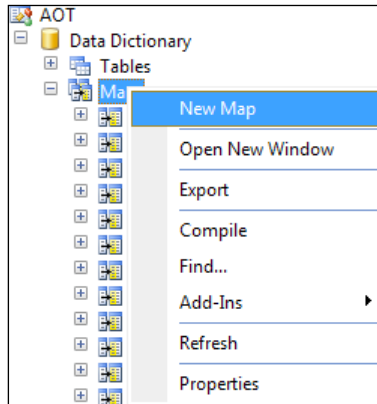 AOT
Data Dictionary
Tables
Ma
New Map
Open New Window
Export
Compile
Find...
Add-Ins
Refresh
Properties